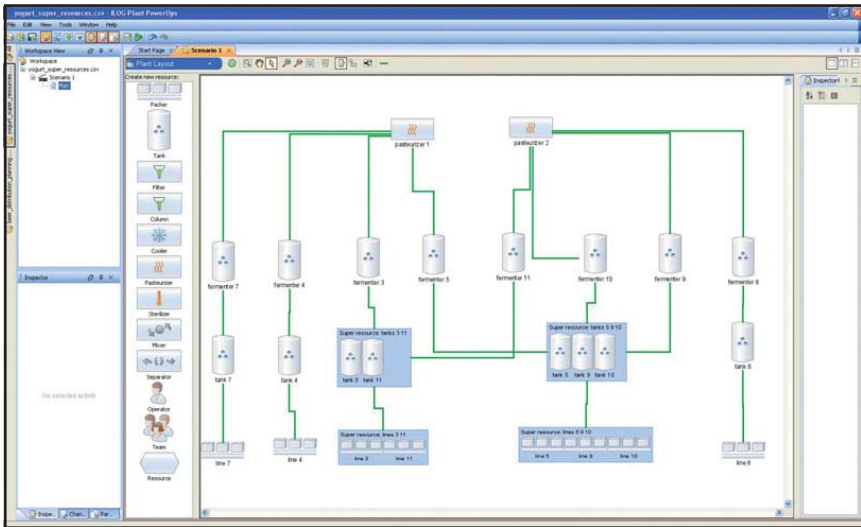 yogurt_super_resources.csv - ILOG Plant PowerOps
File Edit View Tools Window Help
Workspace View
Workspace
yogurt_super_resources.csv
Scenario 1
Plan
Inspector
No selected activity
Inspe... Chan... Par...
Start Page Scenario 1
Plant Layout
Create new resource:
Packer
Tank
Filter
Column
Cooler
Pasteurizer
Sterilizer
Mixer
Separator
Operator
Team
Resource
pasteurizer 1 pasteurizer 2
fermenter 7 fermenter 4 fermenter 3 fermenter 5 fermenter 11 fermenter 10 fermenter 9 fermenter 8
Super resource: tanks 3 11 Super resource: tanks 5 9 10
tank 7 tank 4 tank 3 tank 11 tank 5 tank 9 tank 10 tank 8
Super resource: lines 3 11 Super resource: lines 5 9 10
line 7 line 4 line 3 line 11 line 5 line 9 line 10 line 8
Inspector